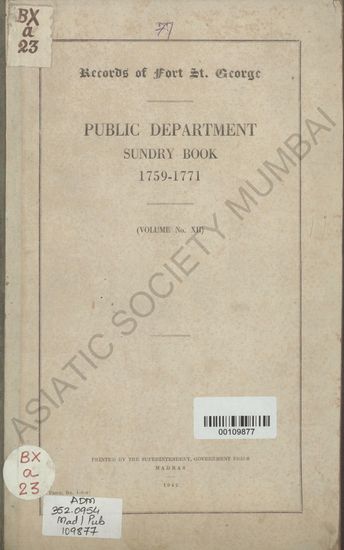 BX
a
23
77
Records of Fort St. George
PUBLIC DEPARTMENT
SUNDRY BOOK
1759-1771
(VOLUME No. XII)
ASIATIC SOCIETY MUMBAI
00109877
BX
a
23
PRINTED BY THE SUPERINTENDENT, GOVERNMENT PRESS
MADRAS
ADM
352.0954
Mad / Pub
109877